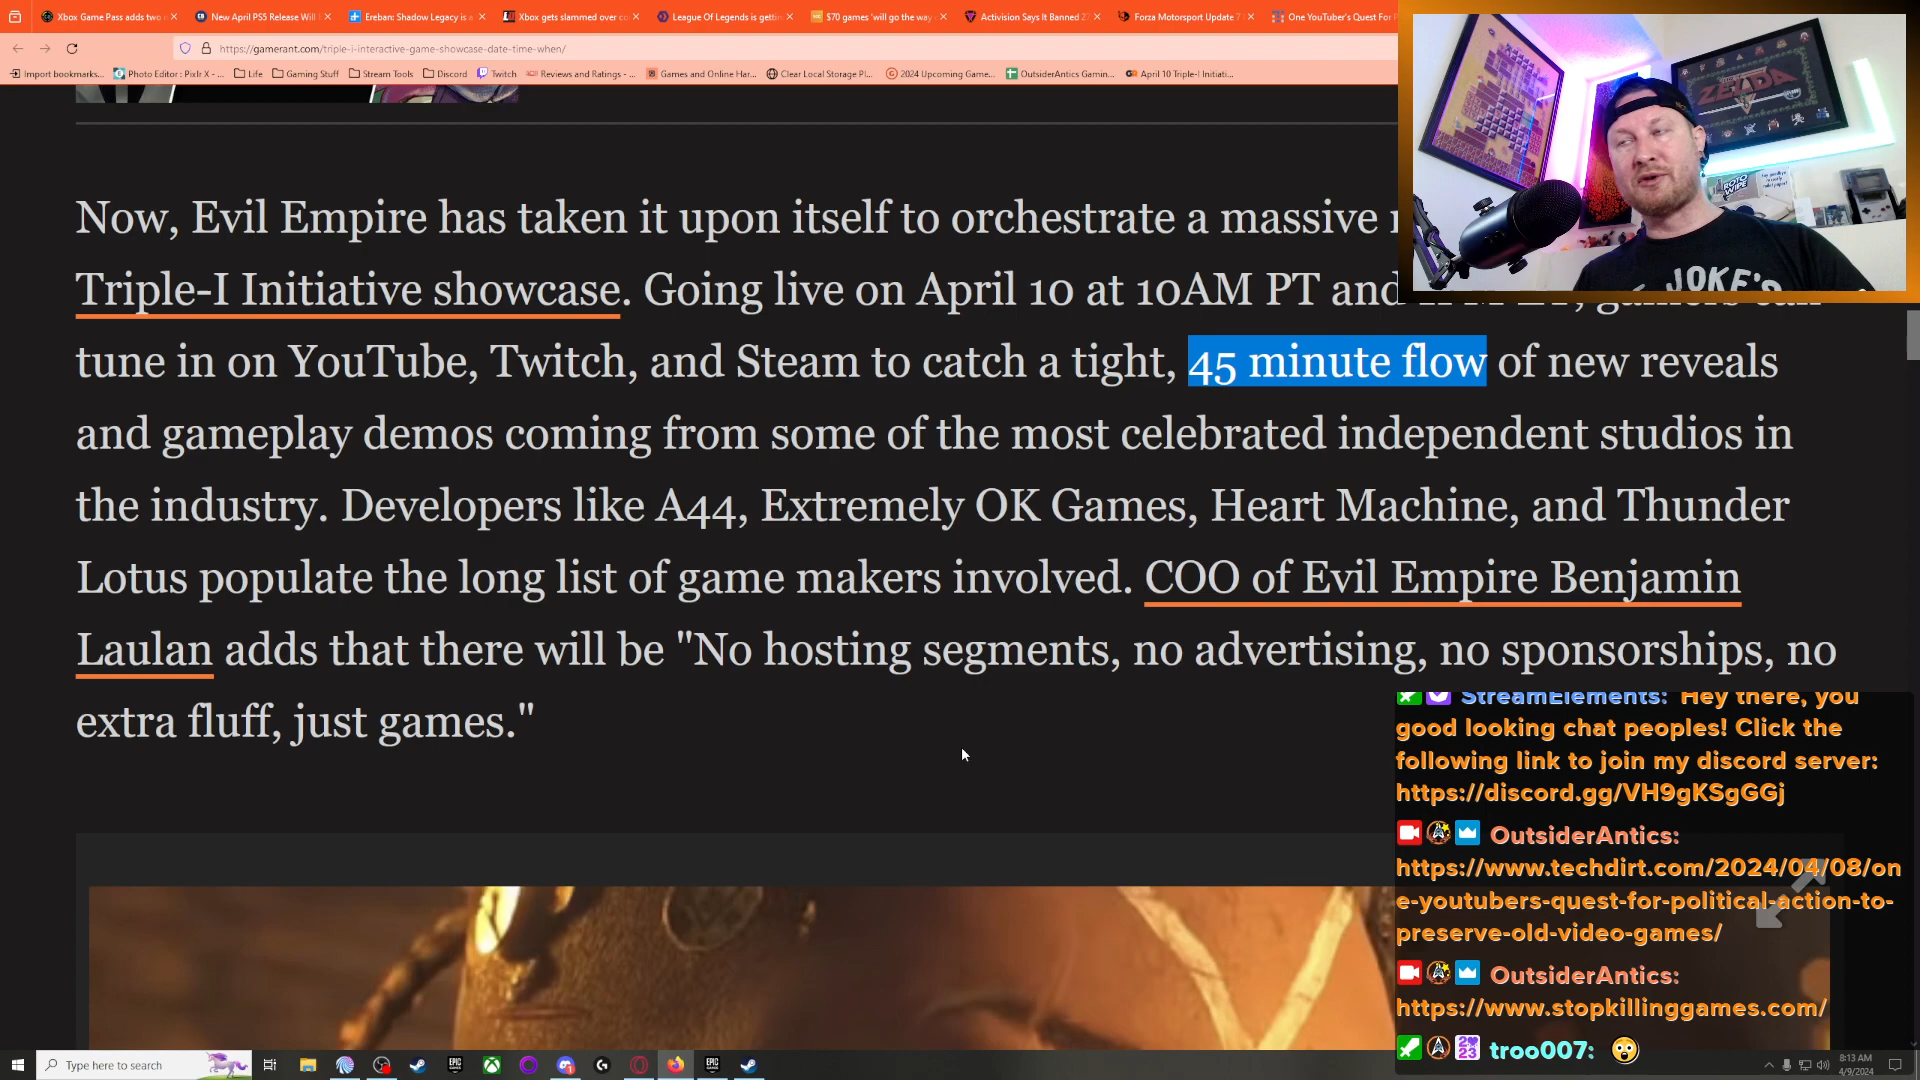 Xbox Game Pass adds two
New April PS5 Release Will
Ereban: Shadow Legacy is a
Xbox gets slammed over co
League Of Legends is gettin
$70 games 'will go the way
Activision Says It Banned 27
Forza Motorsport Update 7
One YouTuber's Quest For P
https://gamerant.com/triple-i-interactive-game-showcase-date-time-when/
Import bookmarks...
Photo Editor : Pixlr X - ...
Life
Gaming Stuff
Stream Tools
Discord
Twitch
Reviews and Ratings - ...
Games and Online Har...
Clear Local Storage Pl...
2024 Upcoming Game...
OutsiderAntics Gamin...
April 10 Triple-I Initiati...
ZELDA
JOKE'S
Now, Evil Empire has taken it upon itself to orchestrate a massive
Triple-I Initiative showcase. Going live on April 10 at 10AM PT and
tune in on YouTube, Twitch, and Steam to catch a tight, 45 minute flow of new reveals
and gameplay demos coming from some of the most celebrated independent studios in
the industry. Developers like A44, Extremely OK Games, Heart Machine, and Thunder
Lotus populate the long list of game makers involved. COO of Evil Empire Benjamin
Laulan adds that there will be "No hosting segments, no advertising, no sponsorships, no
extra fluff, just games."
StreamElements: Hey there, you
good looking chat peoples! Click the
following link to join my discord server:
https://discord.gg/VH9gKSgGGj
OutsiderAntics:
https://www.techdirt.com/2024/04/08/on
e-youtubers-quest-for-political-action-to-
preserve-old-video-games/
OutsiderAntics:
https://www.stopkillinggames.com/
troo007:
Type here to search
8:13 AM
4/9/2024